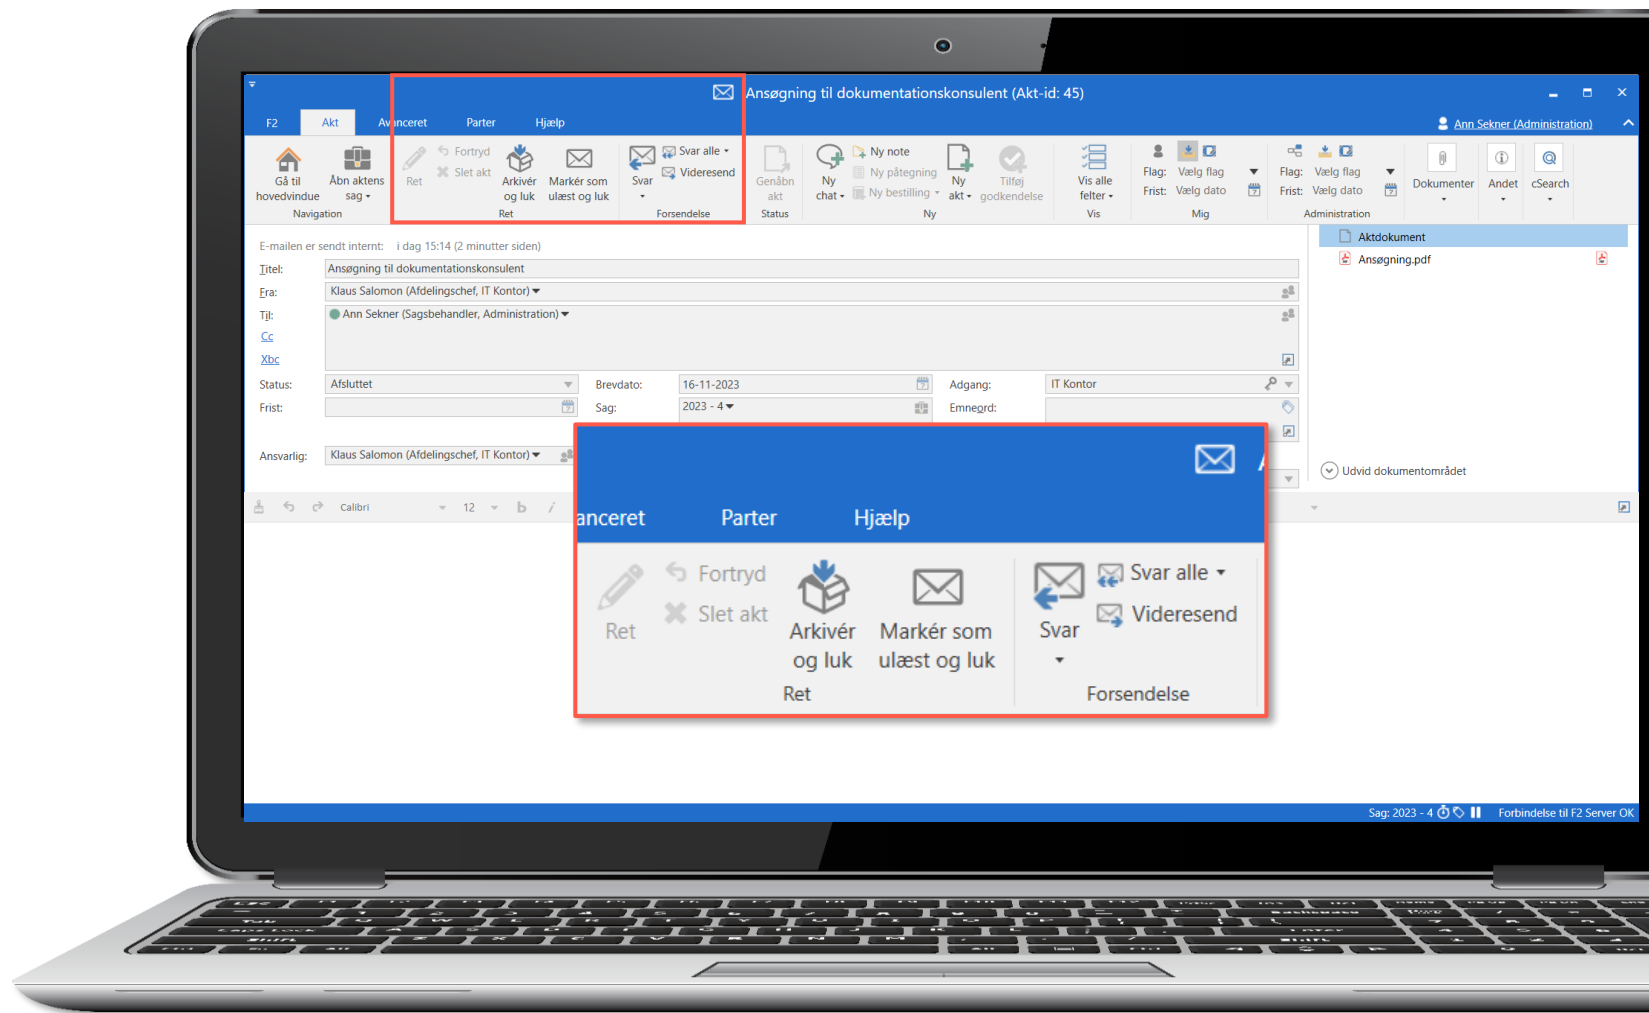 Ansøgning til dokumentationskonsulent (Akt-id: 45)
F2 Akt Avanceret Parter Hjælp Ann Sekner (Administration)
Gå til hovedvindue
Åbn aktens sag
Navigation
Ret
Fortryd
Slet akt
Arkivér og luk
Markér som ulæst og luk
Ret
Svar
Svar alle
Videresend
Forsendelse
Genåbn akt
Status
Ny chat
Ny note
Ny påtegning
Ny bestilling
Ny akt
Tilføj godkendelse
Ny
Vis alle felter
Vis
Flag: Vælg flag
Frist: Vælg dato
Mig
Flag: Vælg flag
Frist: Vælg dato
Administration
Dokumenter
Andet
cSearch
E-mailen er sendt internt: i dag 15:14 (2 minutter siden)
Titel: Ansøgning til dokumentationskonsulent
Fra: Klaus Salomon (Afdelingschef, IT Kontor)
Til: Ann Sekner (Sagsbehandler, Administration)
Cc
Xbc
Status: Afsluttet Brevdato: 16-11-2023 Adgang: IT Kontor
Frist: Sag: 2023 - 4 Emneord:
Ansvarlig: Klaus Salomon (Afdelingschef, IT Kontor)
Aktdokument
Ansøgning.pdf
Udvid dokumentområdet
Calibri 12 b i
anceret Parter Hjælp
Ret
Fortryd
Slet akt
Arkivér
og luk
Markér som
ulæst og luk
Ret
Svar
Svar alle
Videresend
Forsendelse
Sag: 2023 - 4 Forbindelse til F2 Server OK
Tab
Caps Lock
Shift